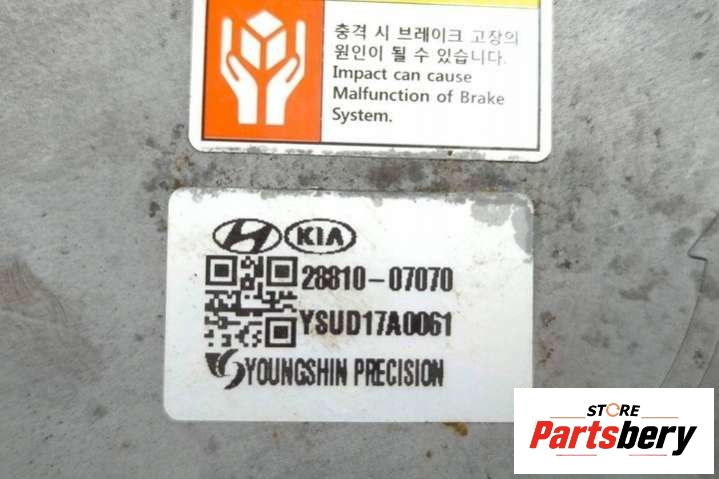 충격 시 브레이크 고장의
원인이 될 수 있습니다.
Impact can cause
Malfunction of Brake
System.
KIA
28810-07070
YSUD17A0061
YOUNGSHIN PRECISION
STORE
Partsbery